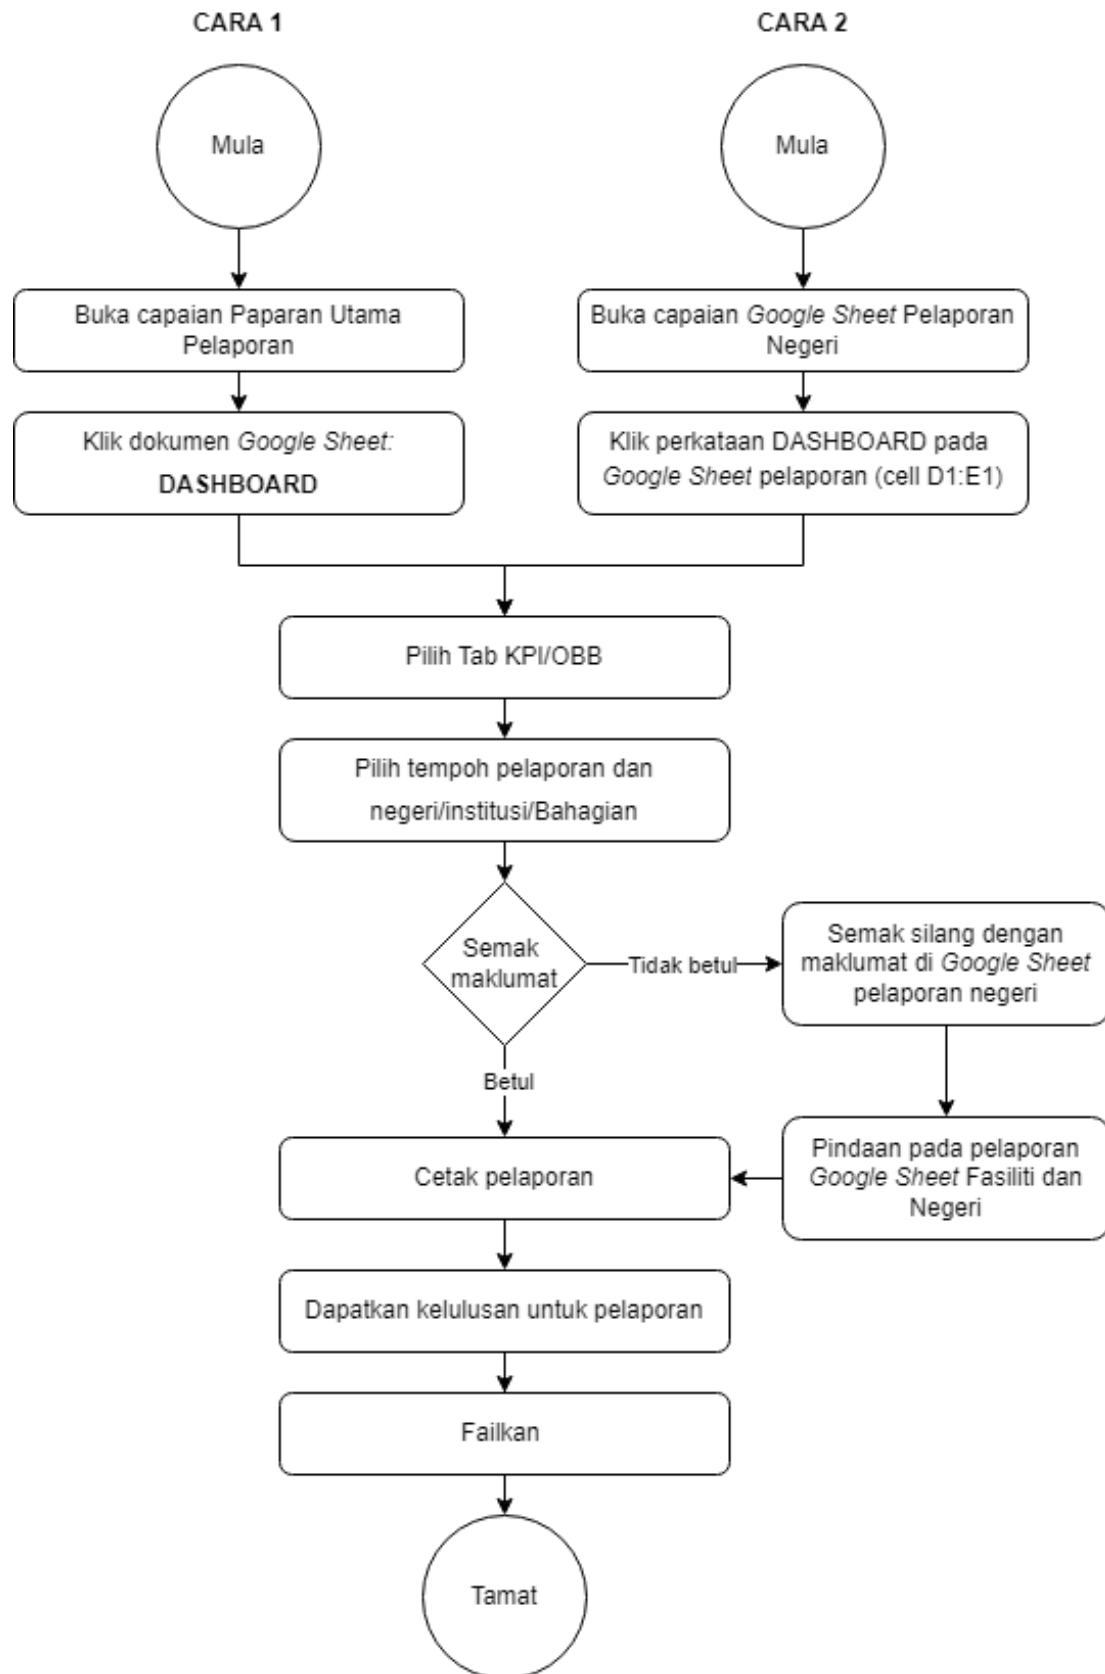 CARA 1
CARA 2
Mula
Mula
Buka capaian Paparan Utama
Pelaporan
Buka capaian Google Sheet Pelaporan
Negeri
Klik dokumen Google Sheet:
DASHBOARD
Klik perkataan DASHBOARD pada
Google Sheet pelaporan (cell D1:E1)
Pilih Tab KPI/OBB
Pilih tempoh pelaporan dan
negeri/institusi/Bahagian
Semak
maklumat
Tidak betul
Semak silang dengan
maklumat di Google Sheet
pelaporan negeri
Betul
Cetak pelaporan
Pindaan pada pelaporan
Google Sheet Fasiliti dan
Negeri
Dapatkan kelulusan untuk pelaporan
Failkan
Tamat